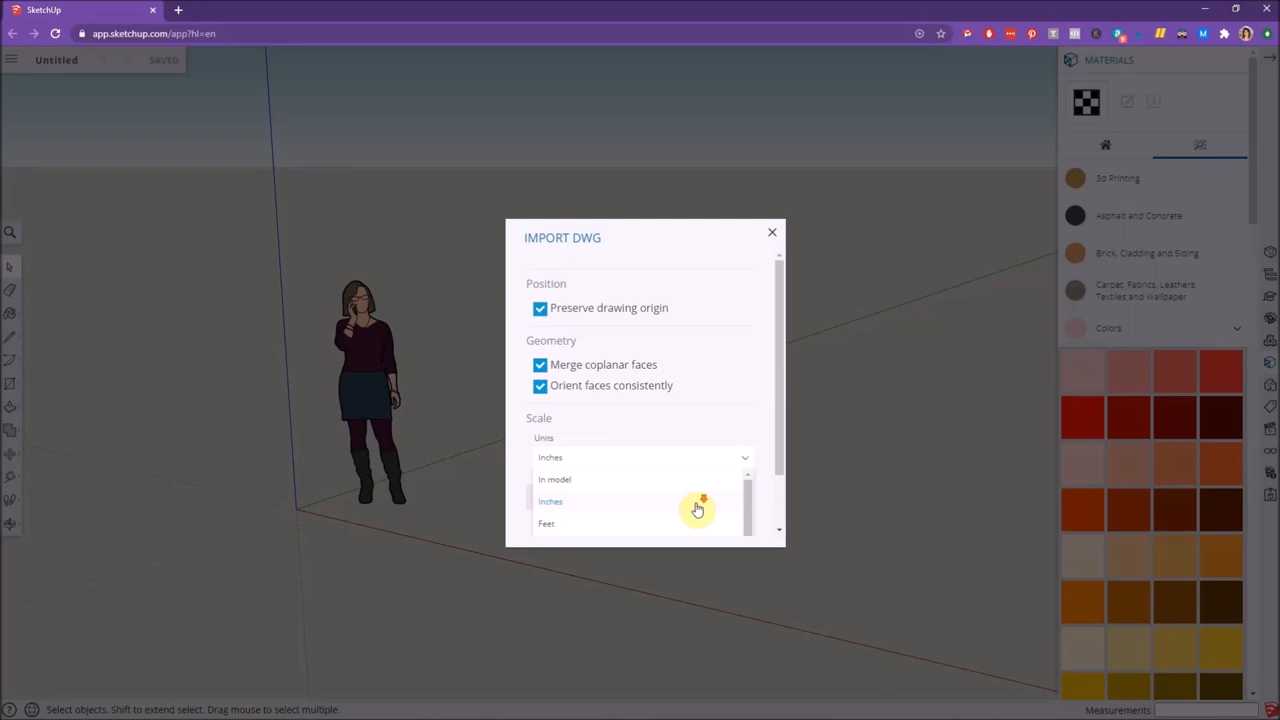 SketchUp
app.sketchup.com/app?hl=en
Untitled
SAVED
MATERIALS
3d Printing
Asphalt and Concrete
Brick, Cladding and Siding
Carpet, Fabrics, Leathers,
Textiles and Wallpaper
Colors
IMPORT DWG
Position
Preserve drawing origin
Geometry
Merge coplanar faces
Orient faces consistently
Scale
Units
Inches
In model
Inches
Feet
Select objects. Shift to extend select. Drag mouse to select multiple.
Measurements